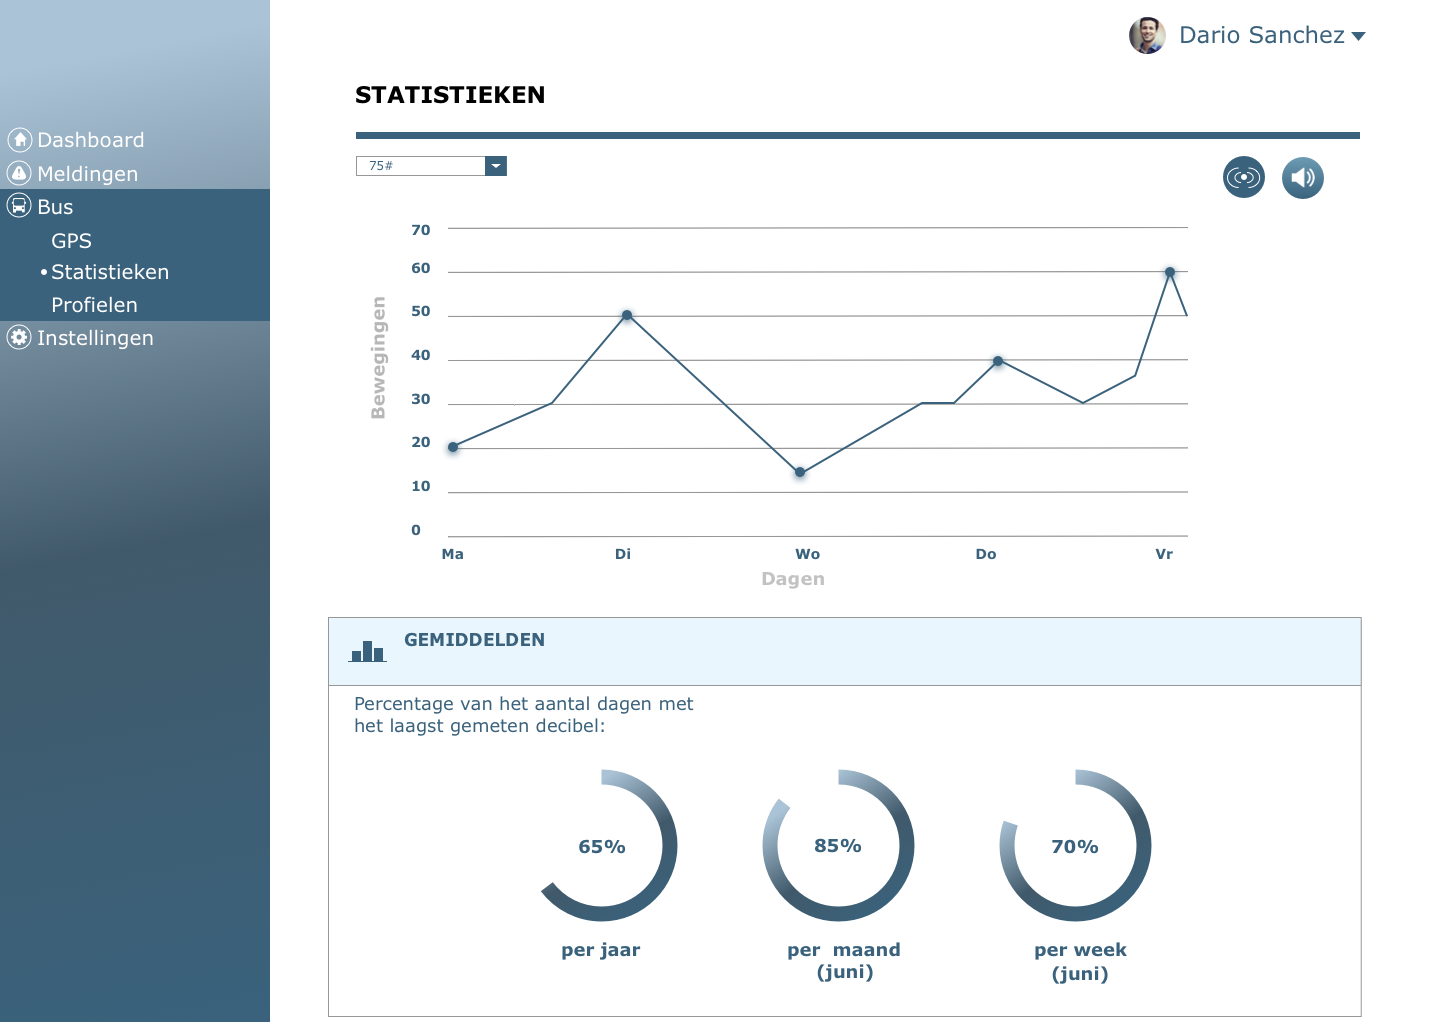 Dario Sanchez
Dashboard
Meldingen
Bus
GPS
•Statistieken
Profielen
Instellingen
STATISTIEKEN
75#
Bewegingen
70
60
50
40
30
20
10
0
Ma Di Wo Do Vr
Dagen
GEMIDDELDEN
Percentage van het aantal dagen met
het laagst gemeten decibel:
65% 85% 70%
per jaar per maand per week
(juni) (juni)